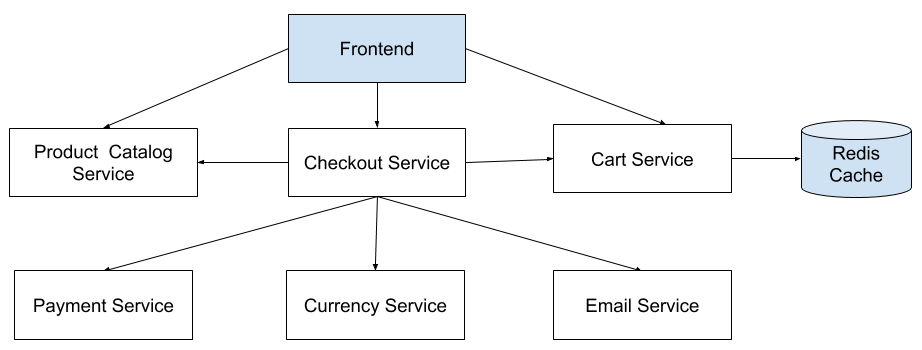 Frontend
Product Catalog
Service
Checkout Service
Cart Service
Redis
Cache
Payment Service
Currency Service
Email Service